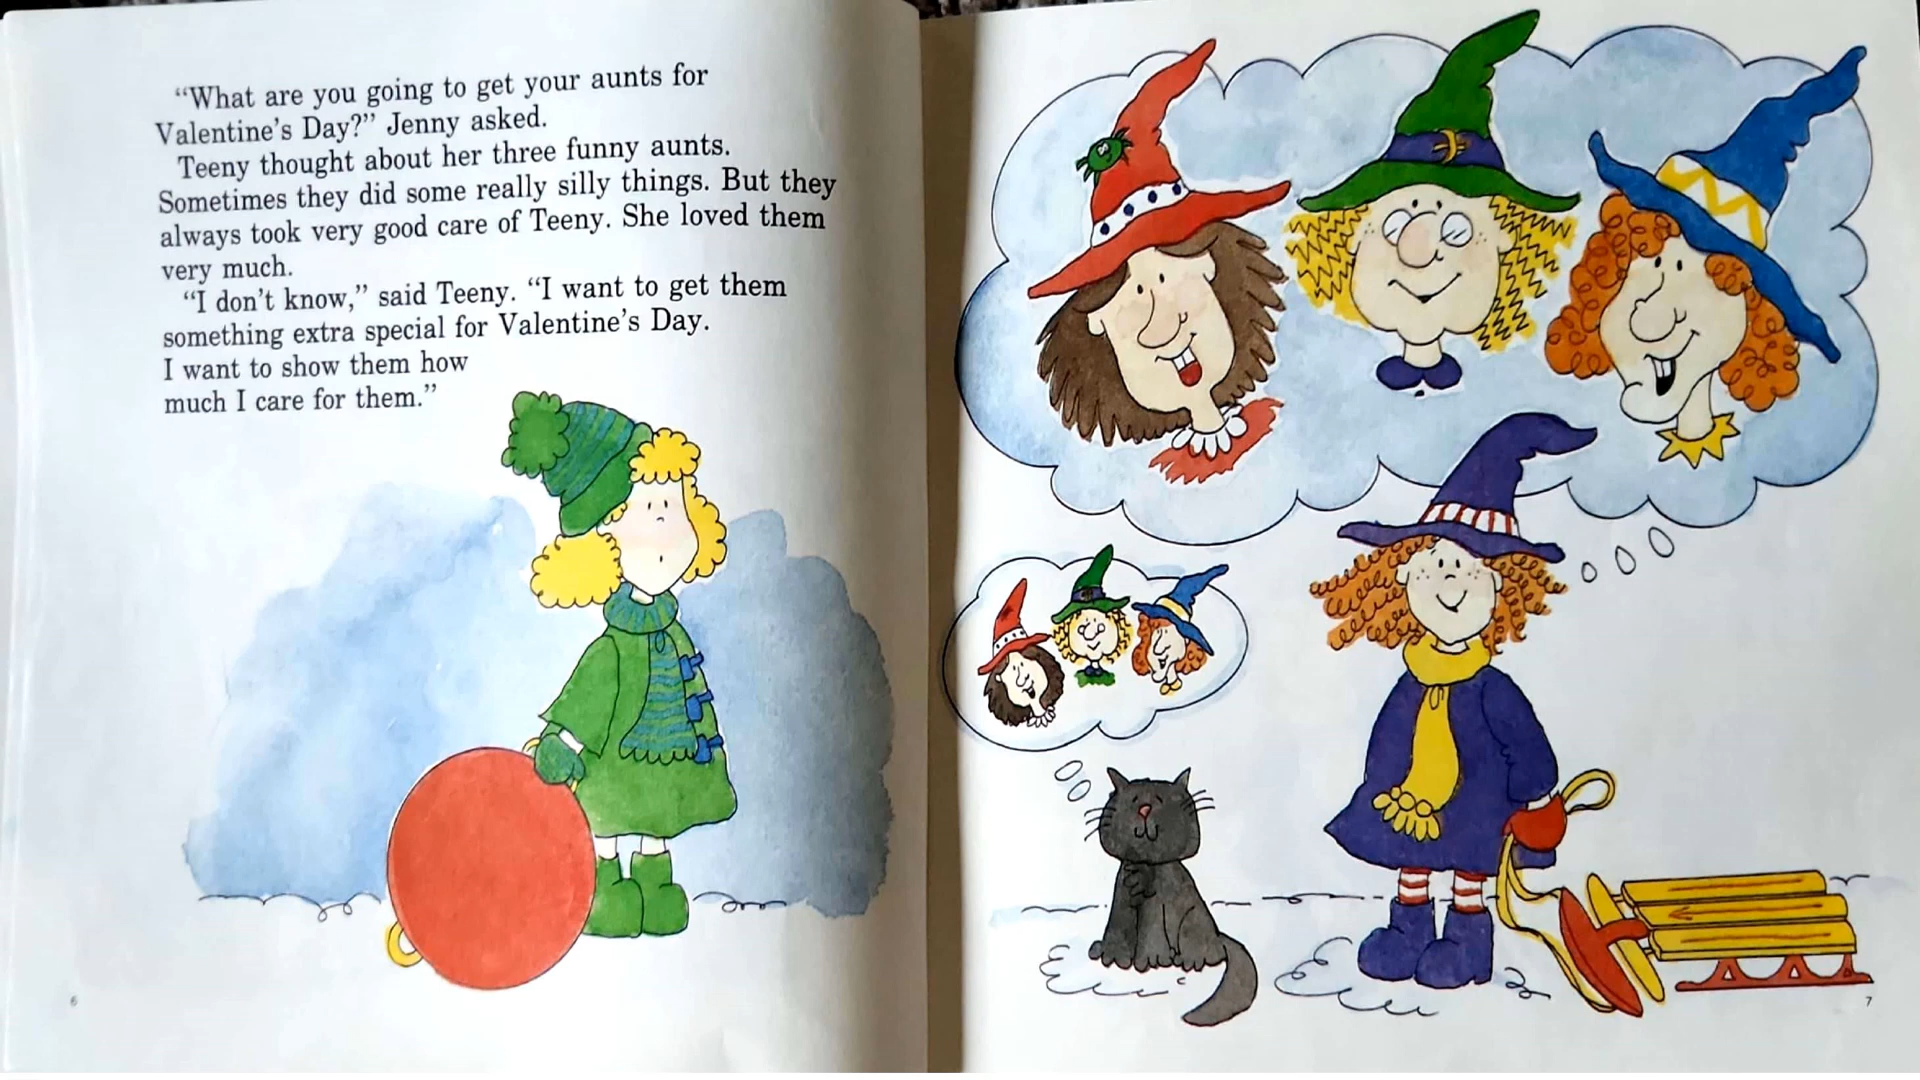 “What are you going to get your aunts for
Valentine’s Day?” Jenny asked.
Teeny thought about her three funny aunts.
Sometimes they did some really silly things. But they
always took very good care of Teeny. She loved them
very much.
“I don’t know,” said Teeny. “I want to get them
something extra special for Valentine’s Day.
I want to show them how
much I care for them.”
6
7